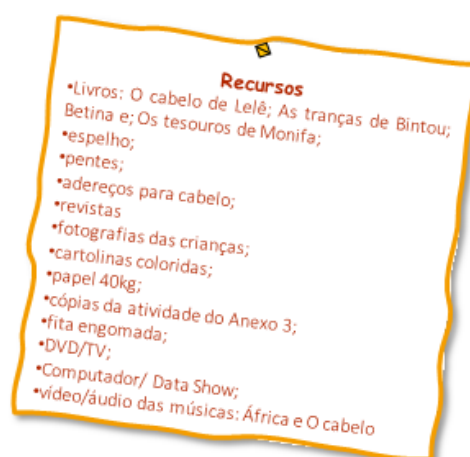 Recursos
•Livros: O cabelo de Lelê; As tranças de Bintou;
Betina e; Os tesouros de Monifa;
•espelho;
•pentes;
•adereços para cabelo;
•revistas
•fotografias das crianças;
•cartolinas coloridas;
•papel 40kg;
•cópias da atividade do Anexo 3;
•fita engomada;
•DVD/TV;
•Computador/ Data Show;
•vídeo/áudio das músicas: África e O cabelo